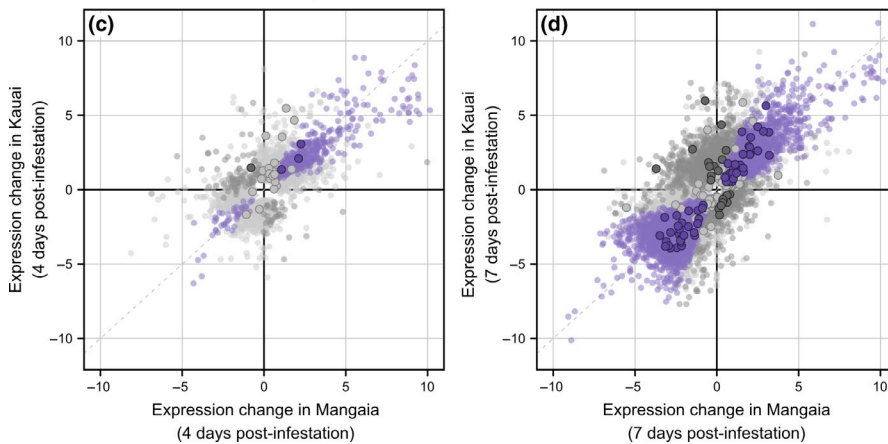 (c)
10
5
0
−5
−10
−10
−5
0
5
10
Expression change in Kauai
(4 days post-infestation)
Expression change in Mangaia
(4 days post-infestation)
(d)
10
5
0
−5
−10
−10
−5
0
5
10
Expression change in Kauai
(7 days post-infestation)
Expression change in Mangaia
(7 days post-infestation)